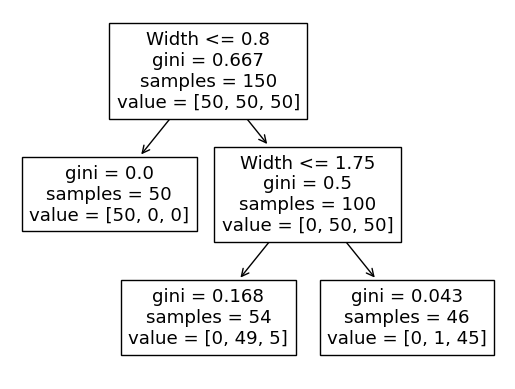 Width <= 0.8
gini = 0.667
samples = 150
value = [50, 50, 50]
gini = 0.0
samples = 50
value = [50, 0, 0]
Width <= 1.75
gini = 0.5
samples = 100
value = [0, 50, 50]
gini = 0.168
samples = 54
value = [0, 49, 5]
gini = 0.043
samples = 46
value = [0, 1, 45]